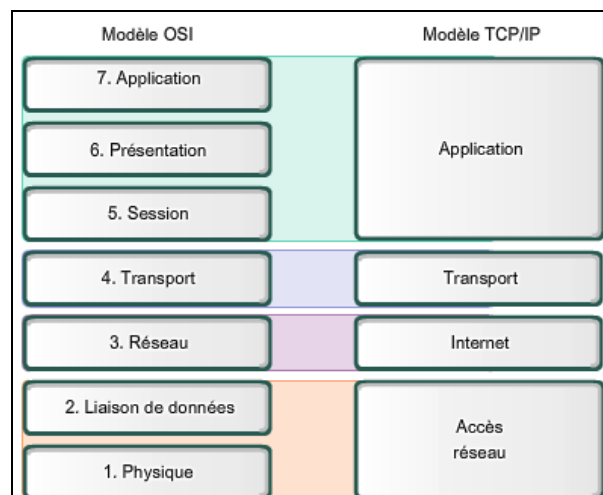 Modèle OSI
Modèle TCP/IP
7. Application
6. Présentation
5. Session
Application
4. Transport
Transport
3. Réseau
Internet
2. Liaison de données
1. Physique
Accès
réseau